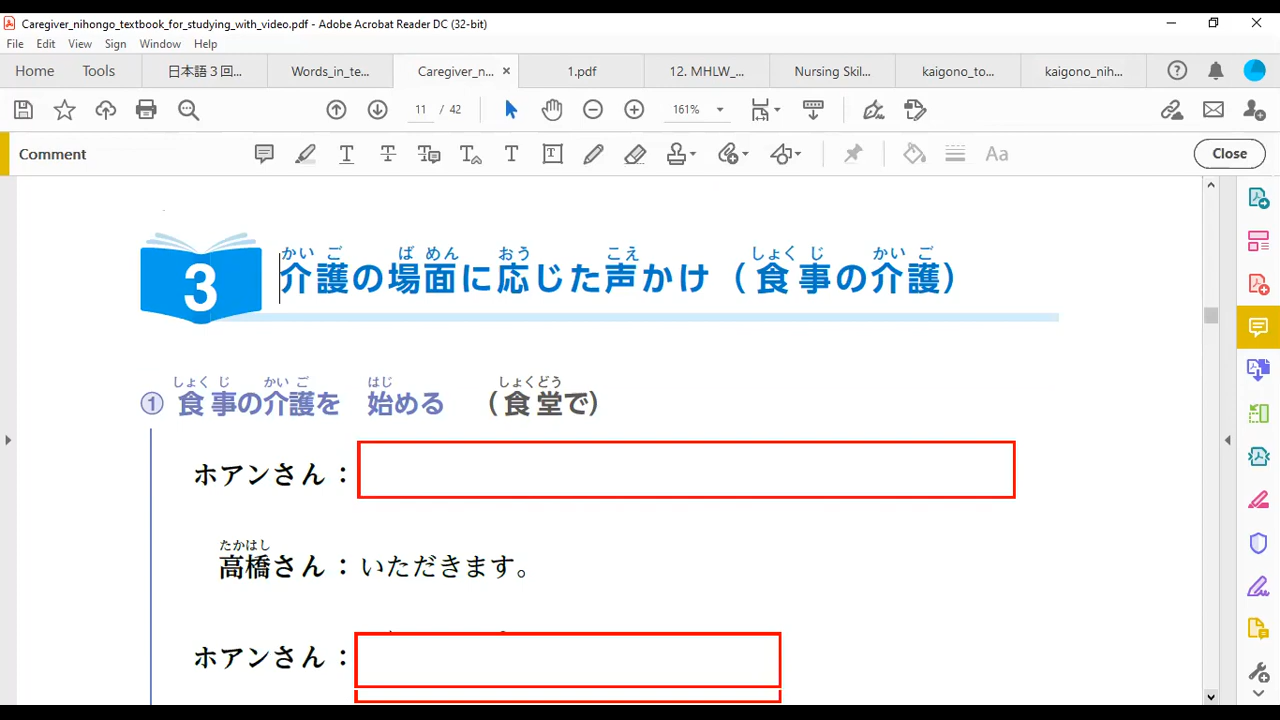 Caregiver_nihongo_textbook_for_studying_with_video.pdf - Adobe Acrobat Reader DC (32-bit)
File Edit View Sign Window Help
Home Tools 日本語３回... Words_in_te... Caregiver_n... × 1.pdf 12. MHLW_... Nursing Skil... kaigono_to... kaigono_nih...
11 / 42 161%
Comment Close
かいご ばめん おう こえ しょくじ かいご
3 介護の場面に応じた声かけ（食事の介護）
しょくじ かいご はじ しょくどう
① 食事の介護を 始める （食堂で）
ホアンさん：
たかはし
高橋さん：いただきます。
ホアンさん：